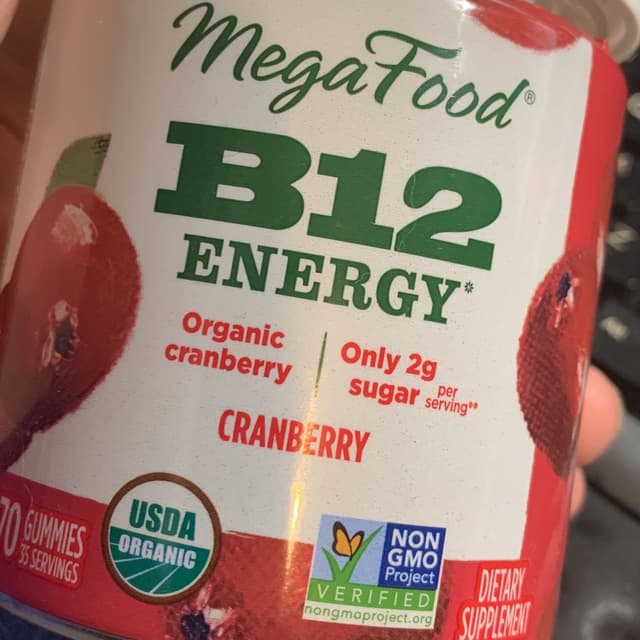 MegaFood®
B12
ENERGY*
Organic
cranberry
Only 2g
sugar per serving**
CRANBERRY
70 GUMMIES
35 SERVINGS
USDA
ORGANIC
NON
GMO
Project
VERIFIED
nongmoproject.org
DIETARY
SUPPLEMENT